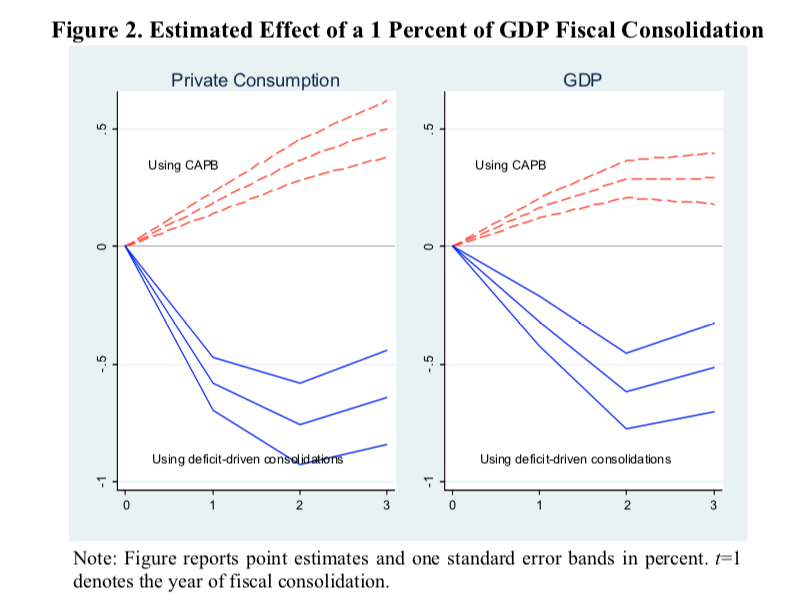 Figure 2. Estimated Effect of a 1 Percent of GDP Fiscal Consolidation
Private Consumption
GDP
.5
0
-.5
-1
Using CAPB
Using deficit-driven consolidations
0 1 2 3
.5
0
-.5
-1
Using CAPB
Using deficit-driven consolidations
0 1 2 3
Note: Figure reports point estimates and one standard error bands in percent. t=1
denotes the year of fiscal consolidation.